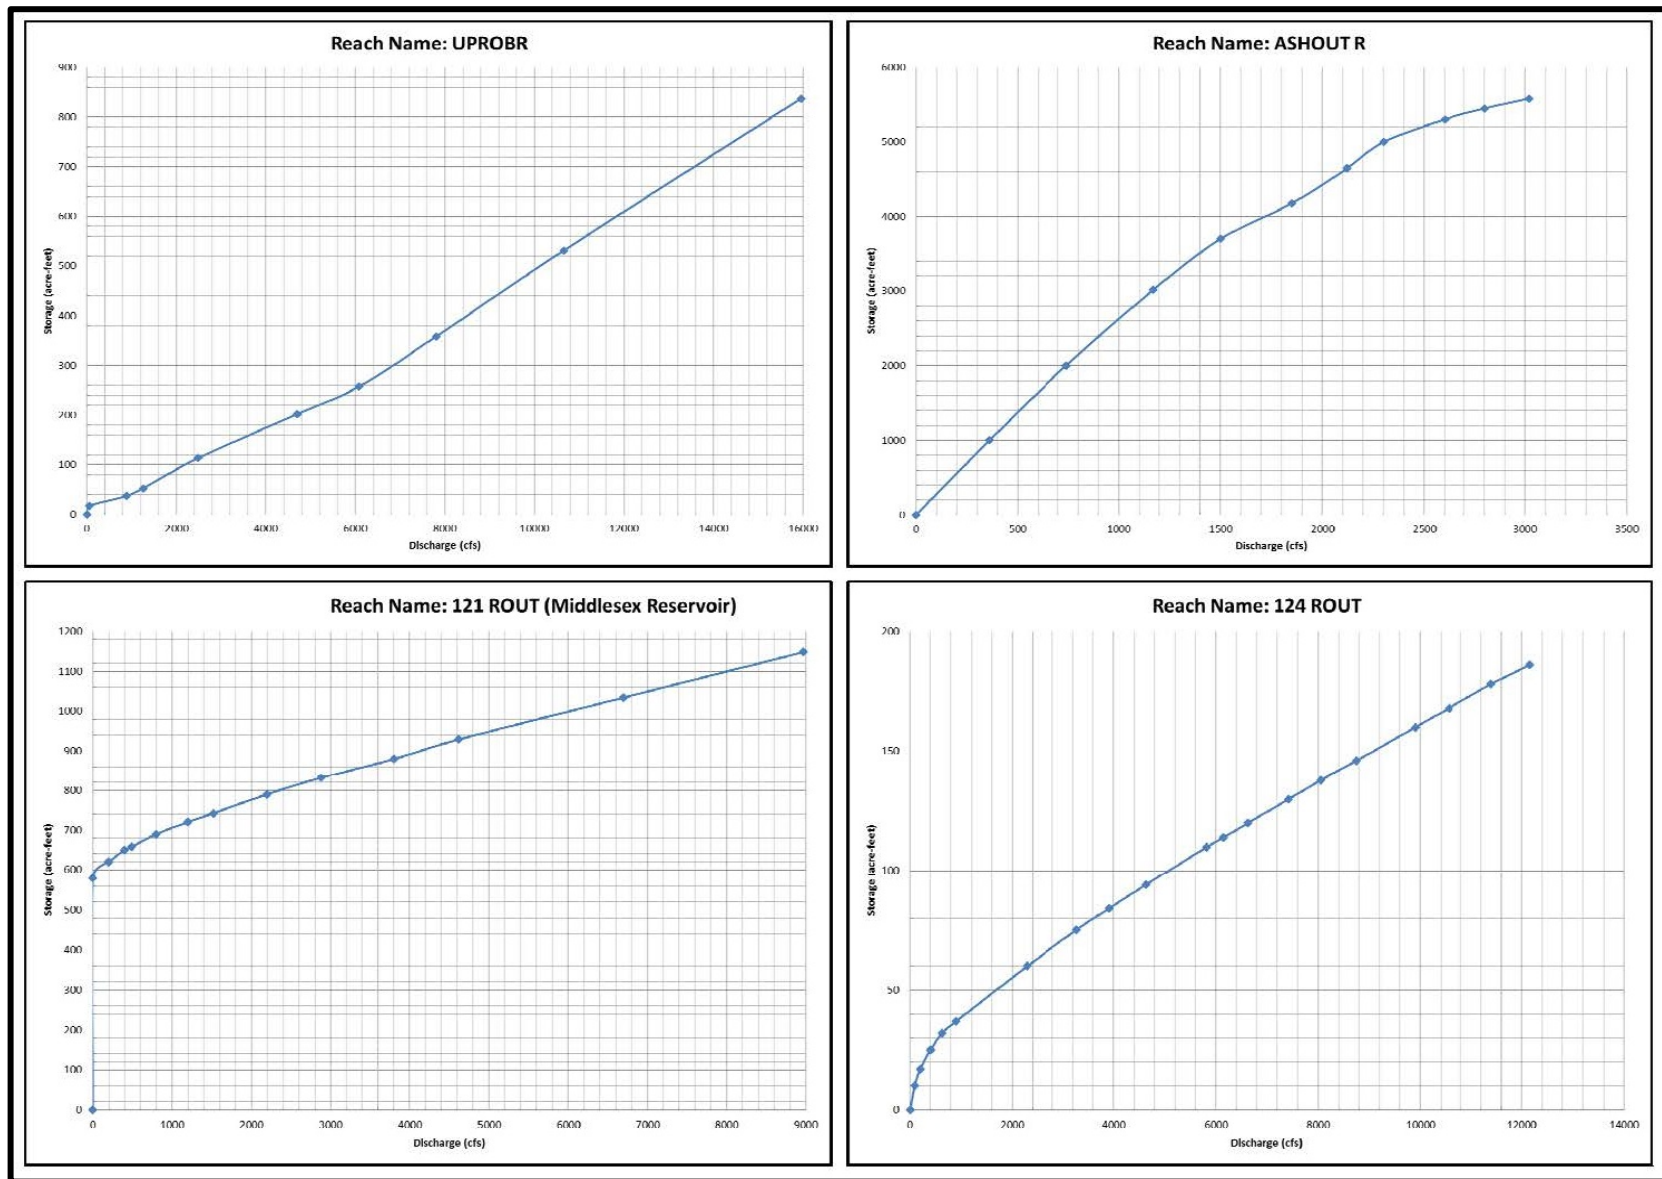 Reach Name: UPROBR
900
800
700
600
500
400
300
200
100
0
Storage (acre-feet)
0 2000 4000 6000 8000 10000 12000 14000 16000
Discharge (cfs)
Reach Name: ASHOUT R
6000
5000
4000
3000
2000
1000
0
Storage (acre-feet)
0 500 1000 1500 2000 2500 3000 3500
Discharge (cfs)
Reach Name: 121 ROUT (Middlesex Reservoir)
1200
1100
1000
900
800
700
600
500
400
300
200
100
0
Storage (acre-feet)
0 1000 2000 3000 4000 5000 6000 7000 8000 9000
Discharge (cfs)
Reach Name: 124 ROUT
200
150
100
50
0
Storage (acre-feet)
0 2000 4000 6000 8000 10000 12000 14000
Discharge (cfs)